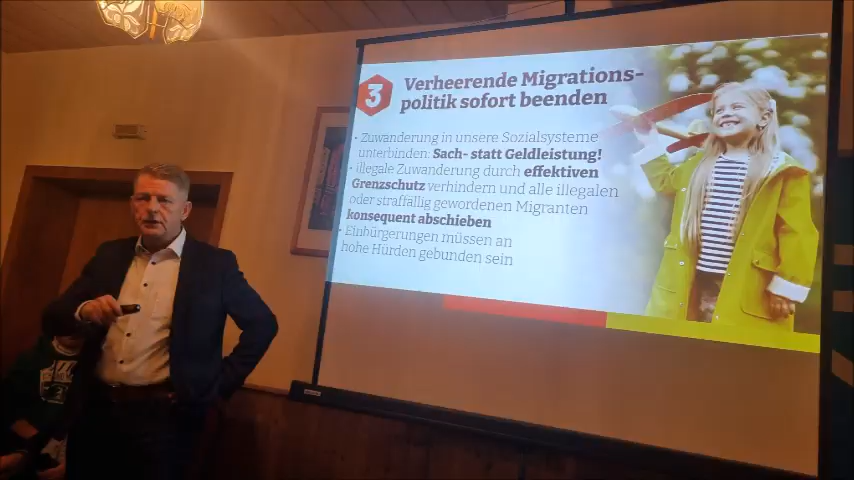 3
Verheerende Migrations-
politik sofort beenden
• Zuwanderung in unsere Sozialsysteme
unterbinden: Sach- statt Geldleistung!
• illegale Zuwanderung durch effektiven
Grenzschutz verhindern und alle illegalen
oder straffällig gewordenen Migranten
konsequent abschieben
• Einbürgerungen müssen an
hohe Hürden gebunden sein